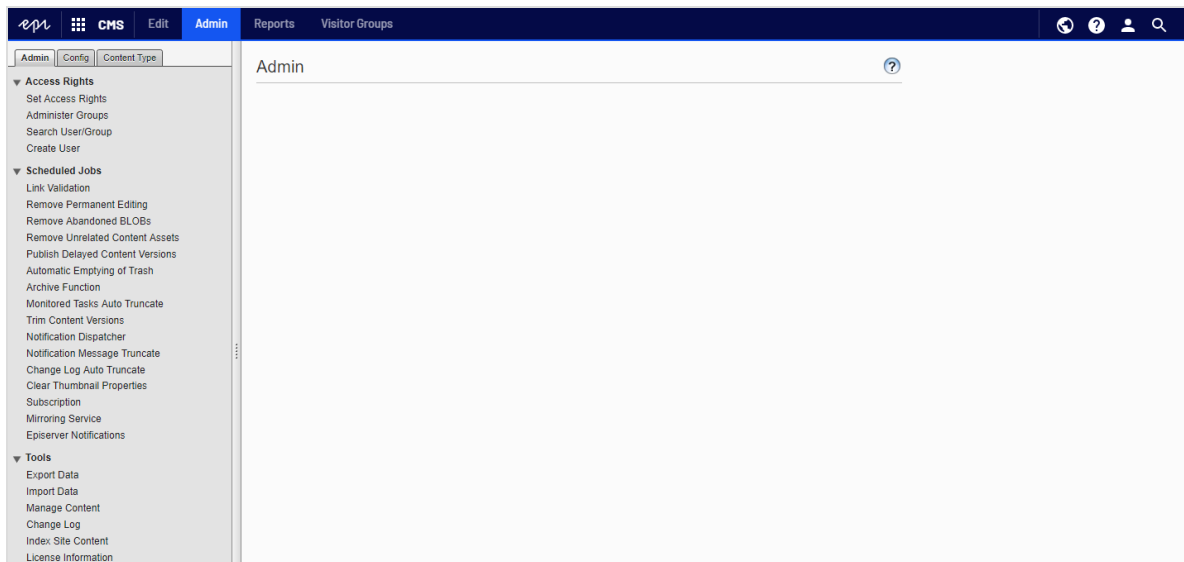 epi CMS Edit Admin Reports Visitor Groups
Admin Config Content Type
Access Rights
Set Access Rights
Administer Groups
Search User/Group
Create User
Scheduled Jobs
Link Validation
Remove Permanent Editing
Remove Abandoned BLOBs
Remove Unrelated Content Assets
Publish Delayed Content Versions
Automatic Emptying of Trash
Archive Function
Monitored Tasks Auto Truncate
Trim Content Versions
Notification Dispatcher
Notification Message Truncate
Change Log Auto Truncate
Clear Thumbnail Properties
Subscription
Mirroring Service
Episerver Notifications
Tools
Export Data
Import Data
Manage Content
Change Log
Index Site Content
License Information
Admin